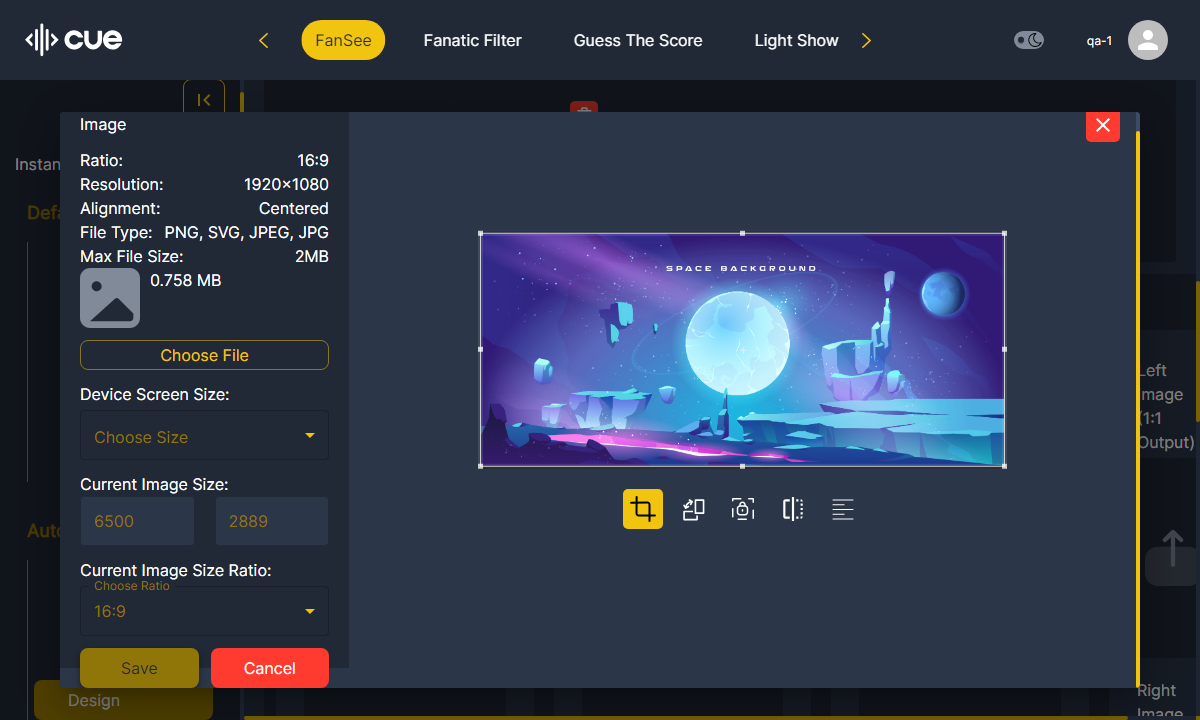 cue
FanSee
Fanatic Filter
Guess The Score
Light Show
qa-1
Image
Ratio: 16:9
Resolution: 1920×1080
Alignment: Centered
File Type: PNG, SVG, JPEG, JPG
Max File Size: 2MB
0.758 MB
Choose File
Device Screen Size:
Choose Size
Current Image Size:
6500 2889
Current Image Size Ratio:
Choose Ratio
16:9
Save Cancel
SPACE BACKGROUND
Instan
Defa
Auto
Design
Left
Image
(1:1
Output)
Right
Image